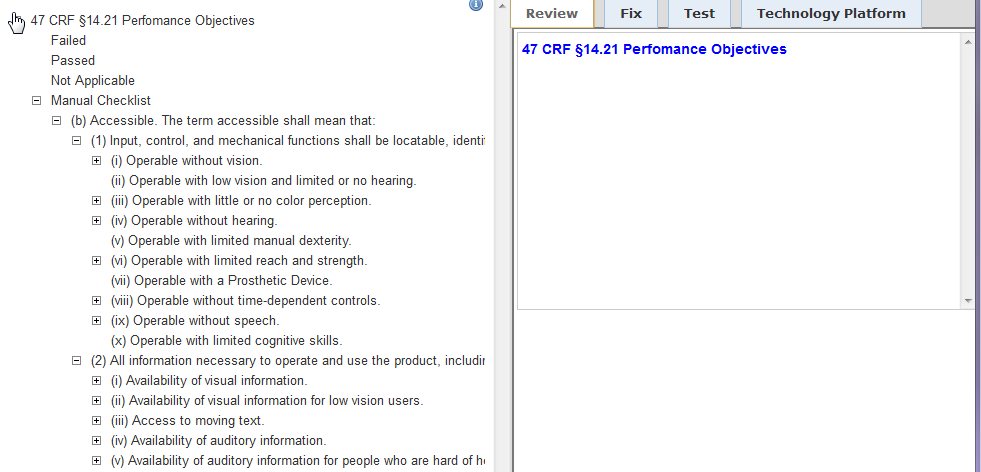 47 CRF §14.21 Perfomance Objectives
Failed
Passed
Not Applicable
Manual Checklist
(b) Accessible. The term accessible shall mean that:
(1) Input, control, and mechanical functions shall be locatable, identif
(i) Operable without vision.
(ii) Operable with low vision and limited or no hearing.
(iii) Operable with little or no color perception.
(iv) Operable without hearing.
(v) Operable with limited manual dexterity.
(vi) Operable with limited reach and strength.
(vii) Operable with a Prosthetic Device.
(viii) Operable without time-dependent controls.
(ix) Operable without speech.
(x) Operable with limited cognitive skills.
(2) All information necessary to operate and use the product, includin
(i) Availability of visual information.
(ii) Availability of visual information for low vision users.
(iii) Access to moving text.
(iv) Availability of auditory information.
(v) Availability of auditory information for people who are hard of he
Review Fix Test Technology Platform
47 CRF §14.21 Perfomance Objectives